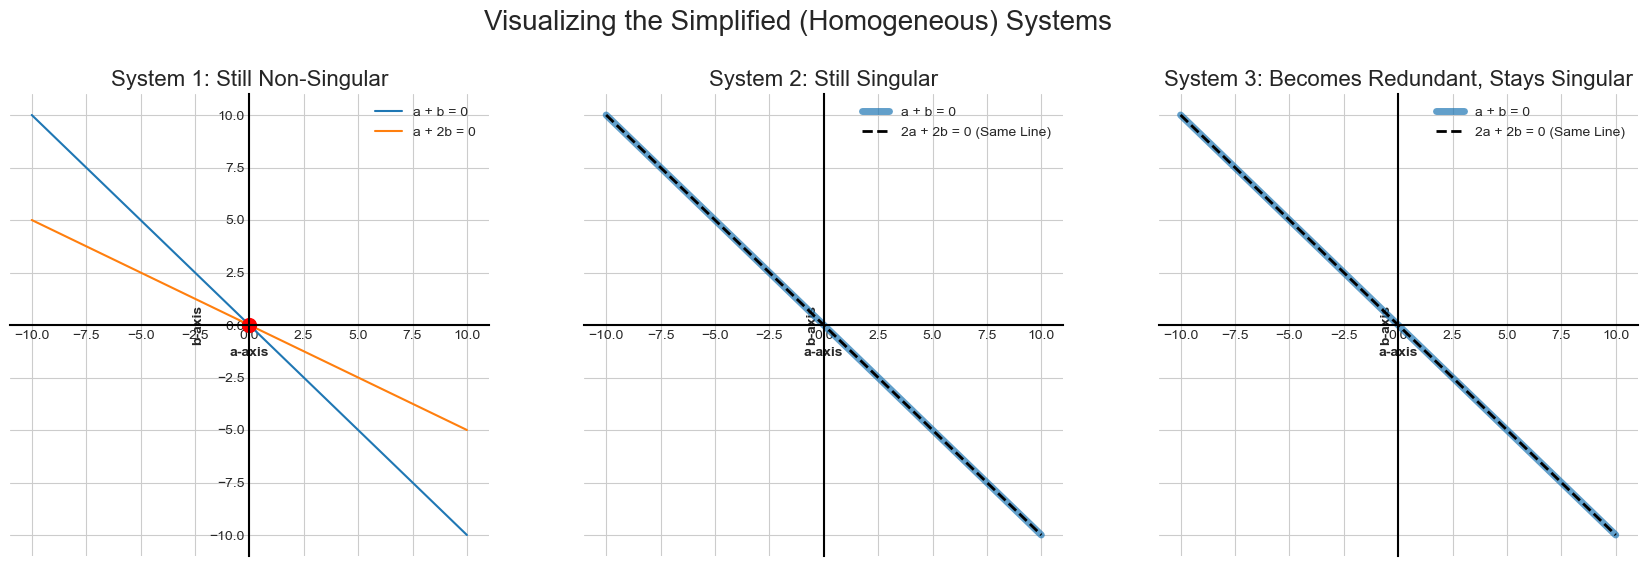 Visualizing the Simplified (Homogeneous) Systems
System 1: Still Non-Singular
a + b = 0
a + 2b = 0
10.0
7.5
5.0
2.5
0.0
−2.5
−5.0
−7.5
−10.0
−10.0 −7.5 −5.0 −2.5 0.0 2.5 5.0 7.5 10.0
b-axis
a-axis
System 2: Still Singular
a + b = 0
2a + 2b = 0 (Same Line)
−10.0 −7.5 −5.0 −2.5 0.0 2.5 5.0 7.5 10.0
b-axis
a-axis
System 3: Becomes Redundant, Stays Singular
a + b = 0
2a + 2b = 0 (Same Line)
−10.0 −7.5 −5.0 −2.5 0.0 2.5 5.0 7.5 10.0
b-axis
a-axis